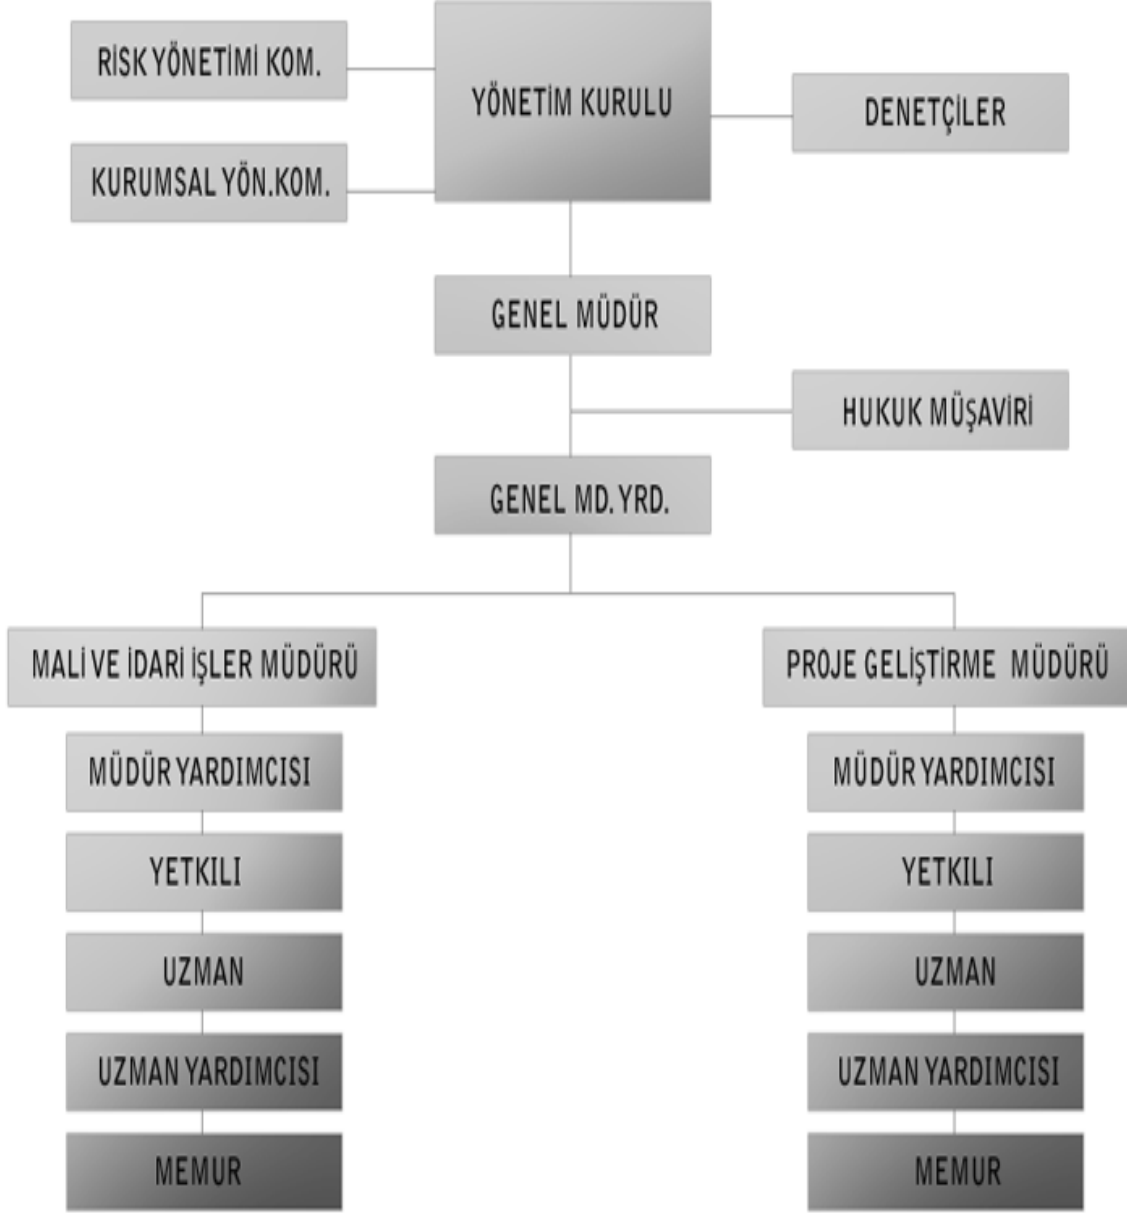 RİSK YÖNETİMİ KOM.
YÖNETİM KURULU
DENETÇİLER
KURUMSAL YÖN.KOM.
GENEL MÜDÜR
HUKUK MÜŞAVİRİ
GENEL MD. YRD.
MALİ VE İDARİ İŞLER MÜDÜRÜ
MÜDÜR YARDIMCISI
YETKILI
UZMAN
UZMAN YARDIMCISI
MEMUR
PROJE GELİŞTİRME MÜDÜRÜ
MÜDÜR YARDIMCISI
YETKILI
UZMAN
UZMAN YARDIMCISI
MEMUR